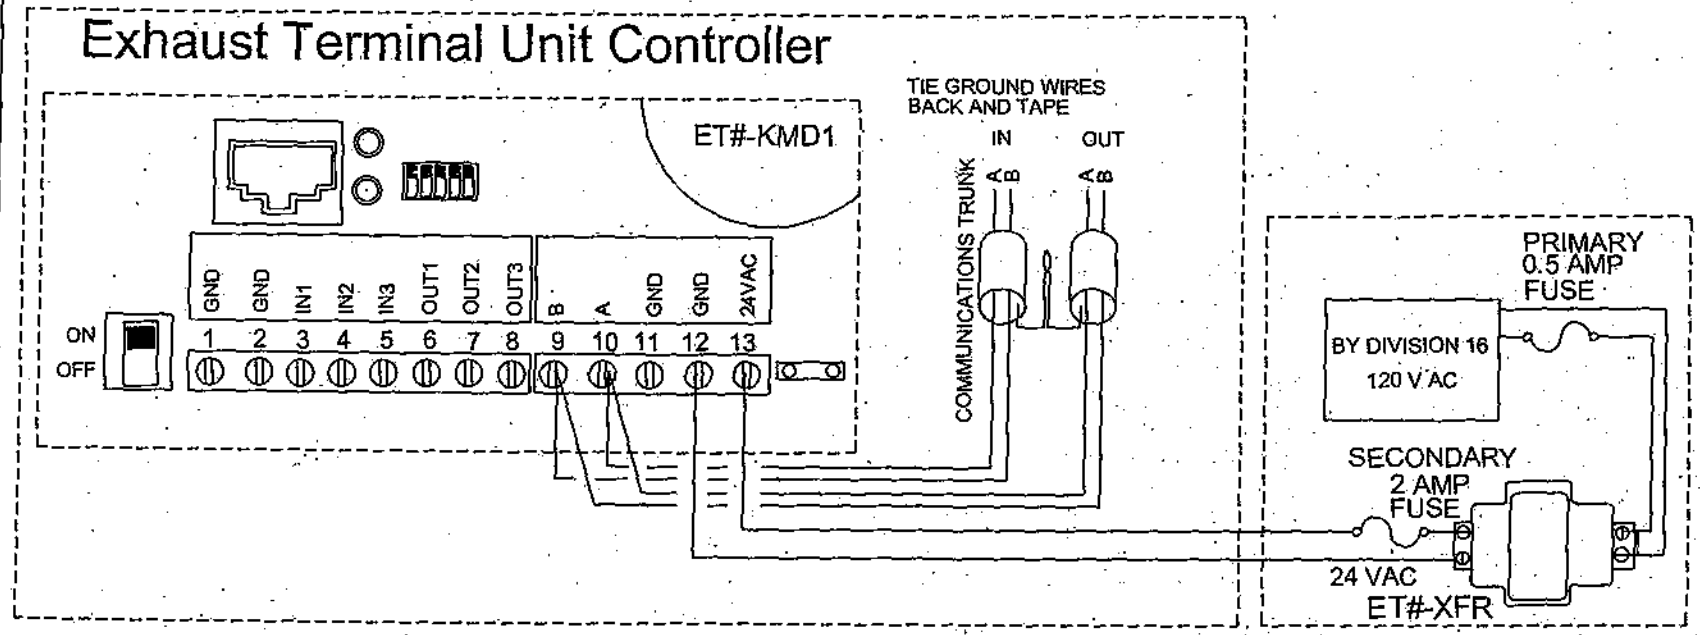 Exhaust Terminal Unit Controller
ET#-KMD1
TIE GROUND WIRES
BACK AND TAPE
IN
OUT
A
B
A
B
COMMUNICATIONS TRUNK
GND
GND
IN1
IN2
IN3
OUT1
OUT2
OUT3
B
A
GND
GND
24VAC
ON
OFF
1 2 3 4 5 6 7 8 9 10 11 12 13
PRIMARY
0.5 AMP
FUSE
BY DIVISION 16
120 V AC
SECONDARY
2 AMP
FUSE
24 VAC
ET#-XFR